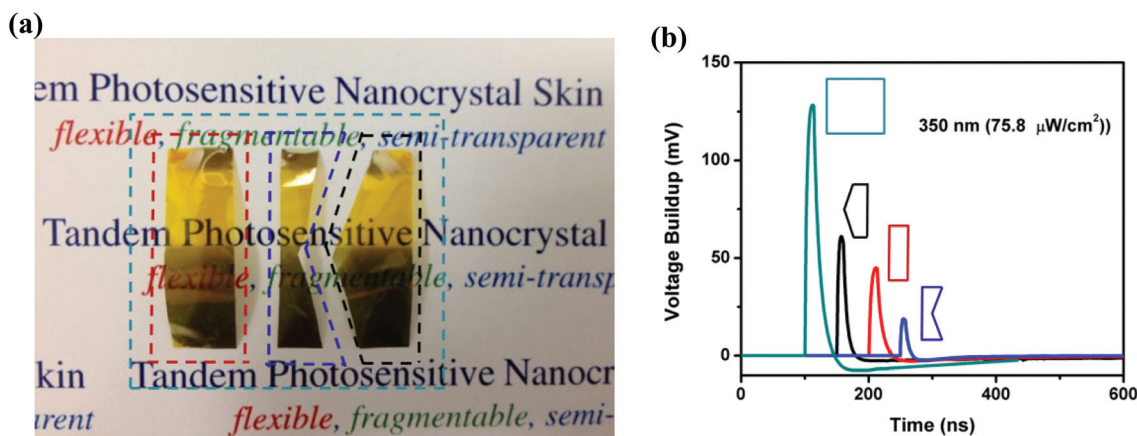 (a)
em Photosensitive Nanocrystal Skin
flexible, fragmentable, semi-transparent
Tandem Photosensitive Nanocrystal
flexible, fragmentable, semi-transp
kin Tandem Photosensitive Nanocr
arent flexible, fragmentable, semi-
(b)
150
100
50
0
Voltage Buildup (mV)
350 nm (75.8 μW/cm²))
0 200 400 600
Time (ns)